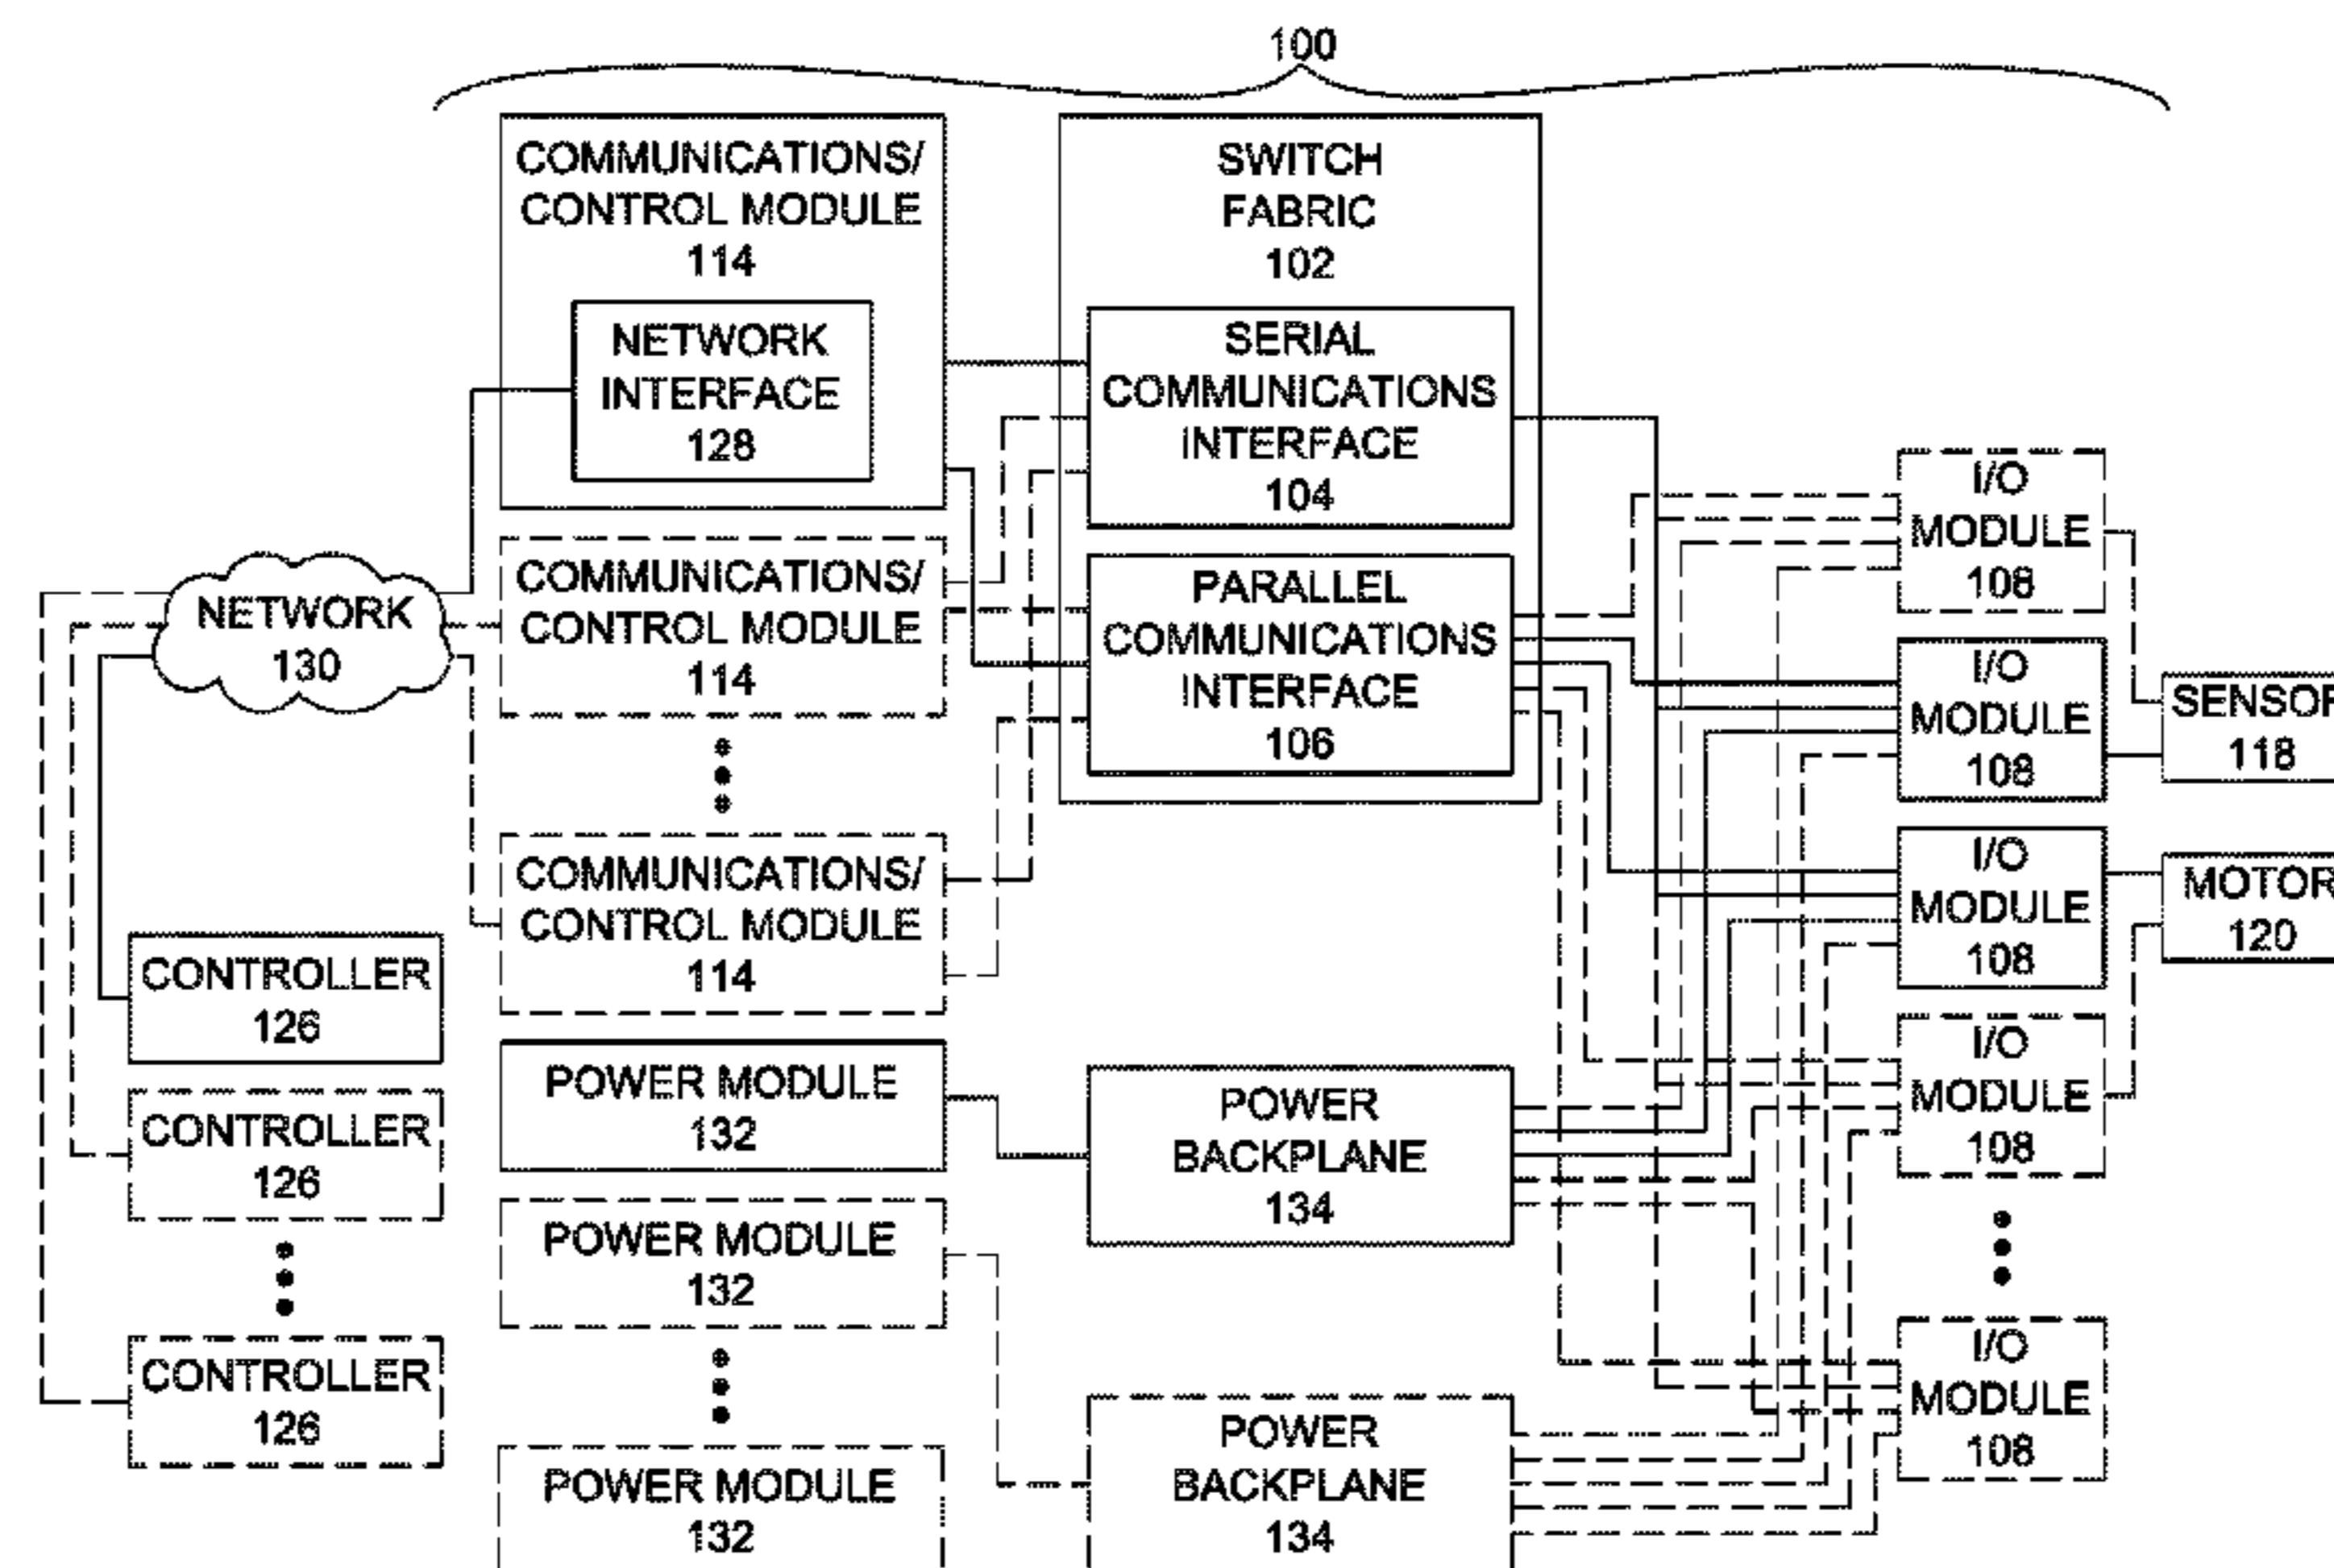 100
COMMUNICATIONS/
CONTROL MODULE
114
NETWORK
INTERFACE
128
SWITCH
FABRIC
102
SERIAL
COMMUNICATIONS
INTERFACE
104
PARALLEL
COMMUNICATIONS
INTERFACE
106
NETWORK
130
COMMUNICATIONS/
CONTROL MODULE
114
COMMUNICATIONS/
CONTROL MODULE
114
I/O
MODULE
108
I/O
MODULE
108
I/O
MODULE
108
I/O
MODULE
108
I/O
MODULE
108
SENSOR
118
MOTOR
120
CONTROLLER
126
CONTROLLER
126
CONTROLLER
126
POWER MODULE
132
POWER MODULE
132
POWER MODULE
132
POWER
BACKPLANE
134
POWER
BACKPLANE
134